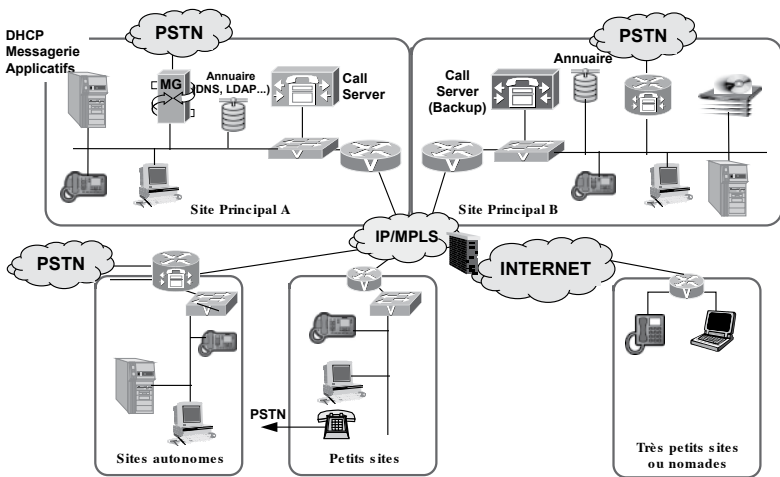 DHCP
Messagerie
Applicatifs
PSTN
MG
Annuaire
(DNS, LDAP...)
Call
Server
V
V
Site Principal A
PSTN
Call
Server
(Backup)
Annuaire
V
V
Site Principal B
IP/MPLS
INTERNET
PSTN
Sites autonomes
V
V
PSTN
Petits sites
V
Très petits sites
ou nomades